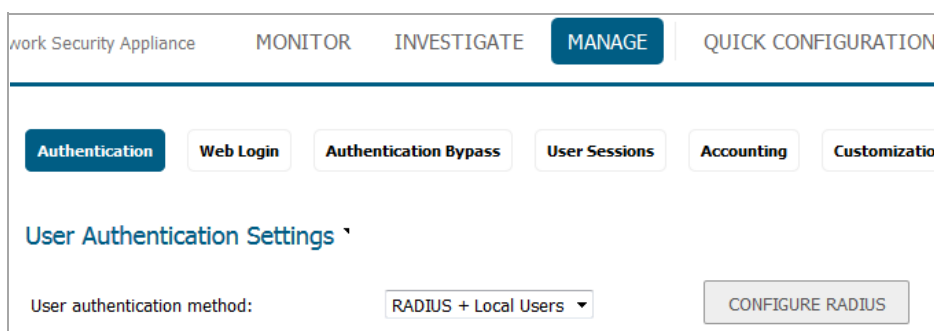 work Security Appliance MONITOR INVESTIGATE MANAGE QUICK CONFIGURATION
Authentication Web Login Authentication Bypass User Sessions Accounting Customizatio
User Authentication Settings
User authentication method: RADIUS + Local Users CONFIGURE RADIUS